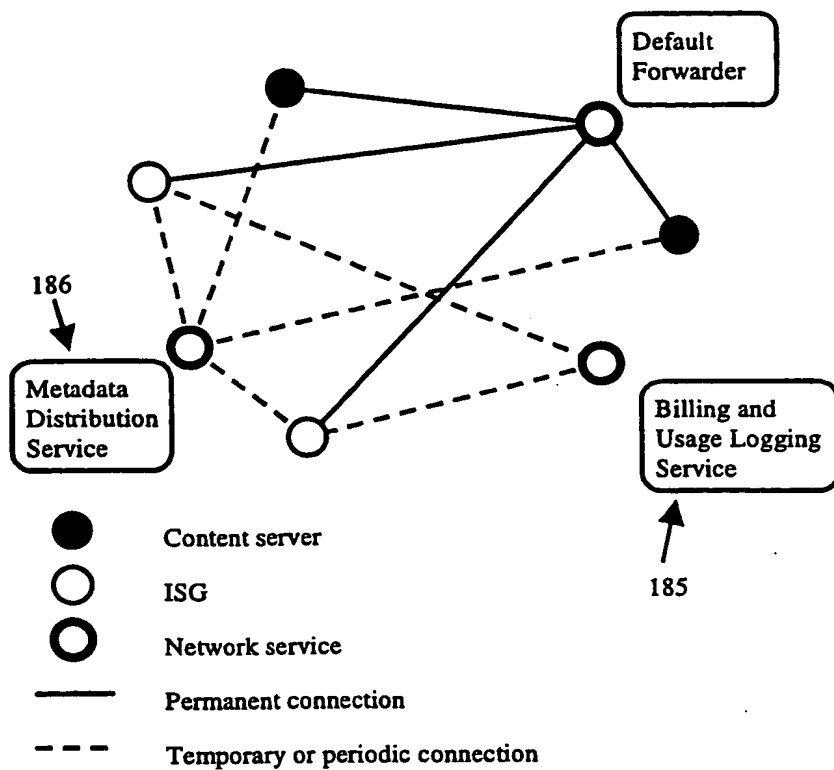 Default
Forwarder
186
Metadada
Distribution
Service
Billing and
Usage Logging
Service
185
Content server
ISG
Network service
Permanent connection
Temporary or periodic connection